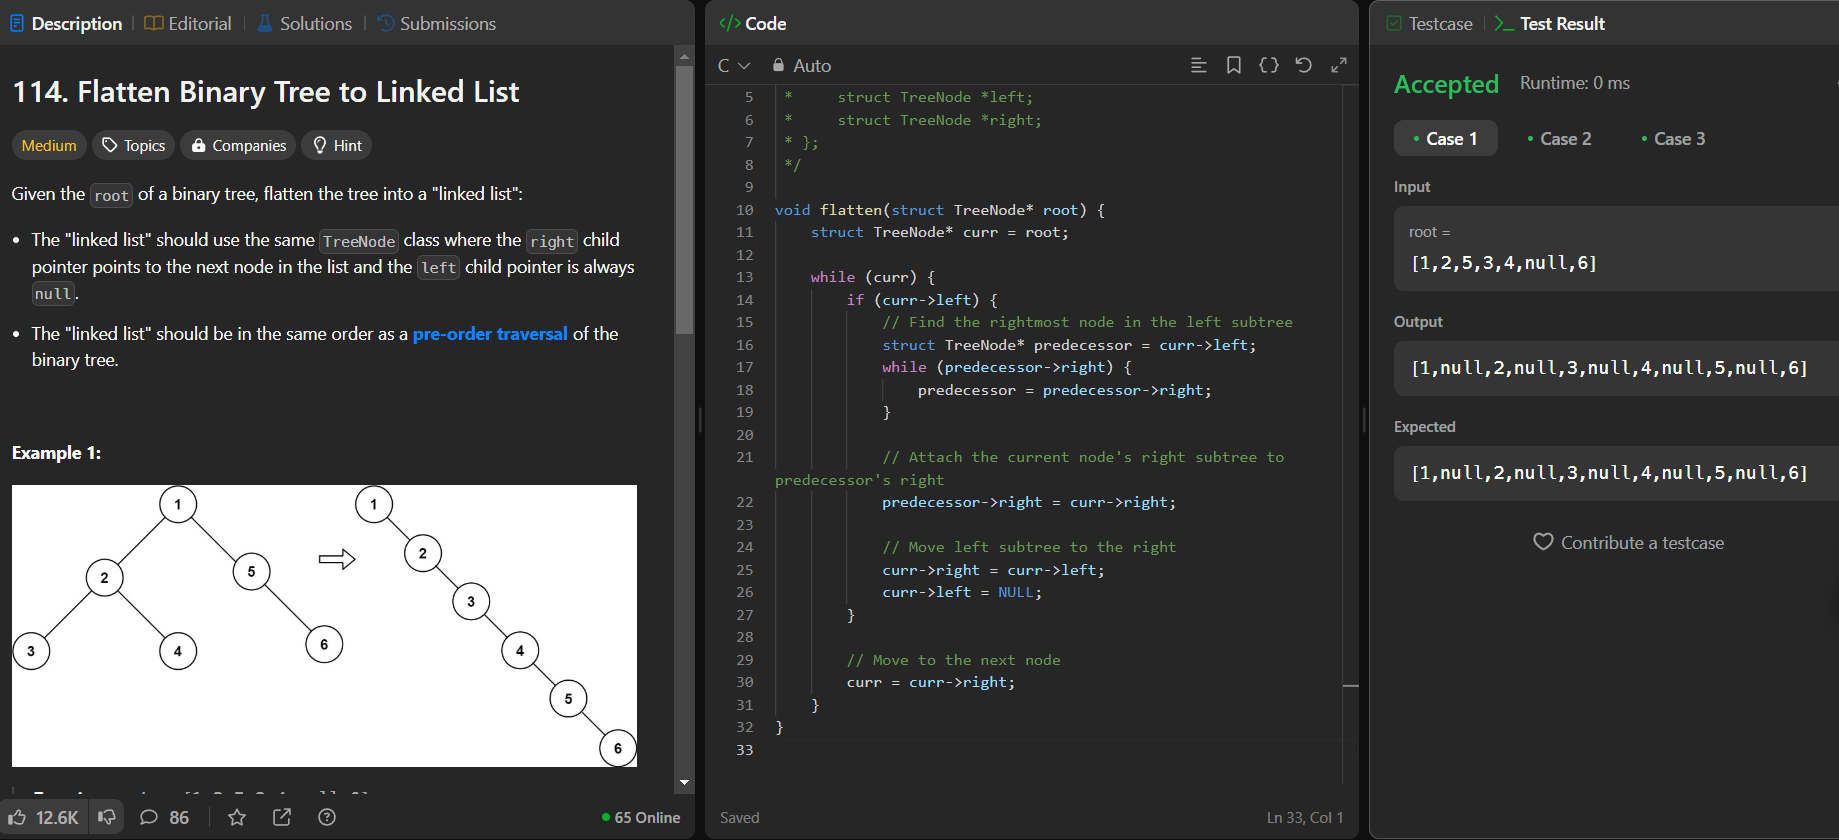 Description
Editorial
Solutions
Submissions
114. Flatten Binary Tree to Linked List
Medium
Topics
Companies
Hint
Given the root of a binary tree, flatten the tree into a "linked list":
• The "linked list" should use the same TreeNode class where the right child
pointer points to the next node in the list and the left child pointer is always
null.
• The "linked list" should be in the same order as a pre-order traversal of the
binary tree.
Example 1:
1
1
2
5
2
3
3
4
6
4
5
6
12.6K
86
65 Online
</> Code
C
Auto
5 *     struct TreeNode *left;
6 *     struct TreeNode *right;
7 * };
8 */
9
10 void flatten(struct TreeNode* root) {
11     struct TreeNode* curr = root;
12
13     while (curr) {
14         if (curr->left) {
15             // Find the rightmost node in the left subtree
16             struct TreeNode* predecessor = curr->left;
17             while (predecessor->right) {
18                 predecessor = predecessor->right;
19             }
20
21             // Attach the current node's right subtree to
predecessor's right
22             predecessor->right = curr->right;
23
24             // Move left subtree to the right
25             curr->right = curr->left;
26             curr->left = NULL;
27         }
28
29         // Move to the next node
30         curr = curr->right;
31     }
32 }
33
Saved
Ln 33, Col 1
Testcase
Test Result
Accepted
Runtime: 0 ms
• Case 1
• Case 2
• Case 3
Input
root =
[1,2,5,3,4,null,6]
Output
[1,null,2,null,3,null,4,null,5,null,6]
Expected
[1,null,2,null,3,null,4,null,5,null,6]
Contribute a testcase